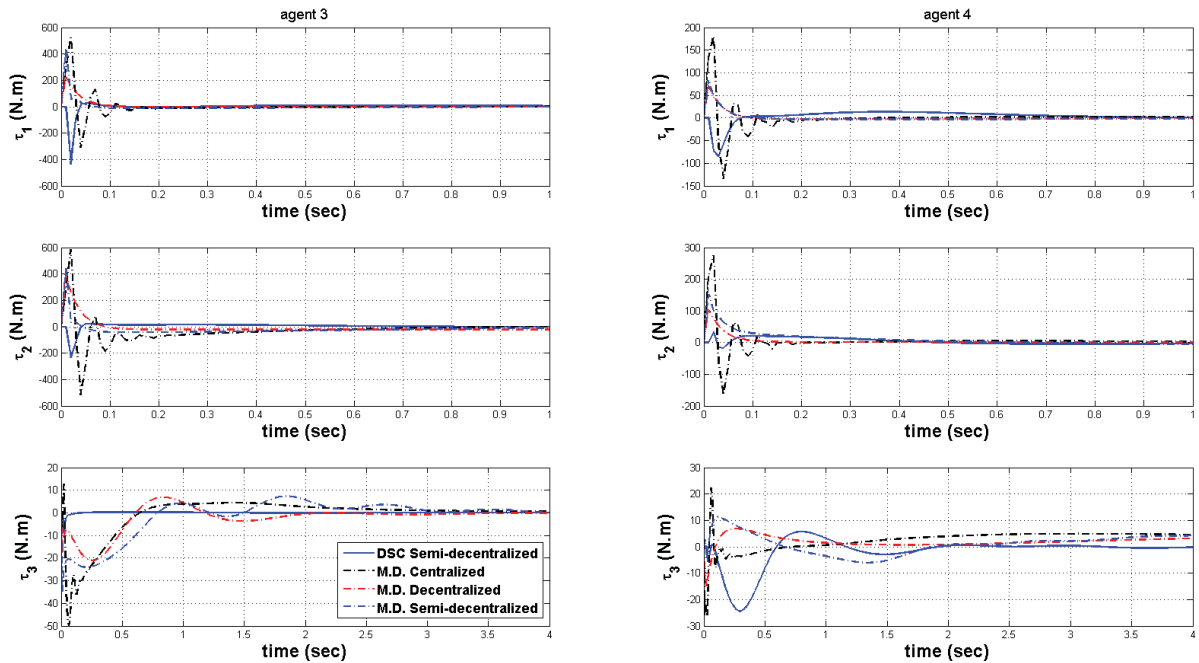 agent 3
600
400
200
0
-200
-400
600
τ1 (N.m)
0 0.1 0.2 0.3 0.4 0.5 0.6 0.7 0.8 0.9 1
time (sec)
600
400
200
0
-200
-400
-600
τ2 (N.m)
0 0.1 0.2 0.3 0.4 0.5 0.6 0.7 0.8 0.9 1
time (sec)
20
10
0
-10
-20
-30
-40
-50
τ3 (N.m)
DSC Semi-decentralized
M.D. Centralized
M.D. Decentralized
M.D. Semi-decentralized
0 0.5 1 1.5 2 2.5 3 3.5 4
time (sec)
agent 4
200
150
100
50
0
-50
-100
-150
τ1 (N.m)
0 0.1 0.2 0.3 0.4 0.5 0.6 0.7 0.8 0.9 1
time (sec)
300
200
100
0
-100
-200
τ2 (N.m)
0 0.1 0.2 0.3 0.4 0.5 0.6 0.7 0.8 0.9 1
time (sec)
30
20
10
0
-10
-20
-30
τ3 (N.m)
0 0.5 1 1.5 2 2.5 3 3.5 4
time (sec)